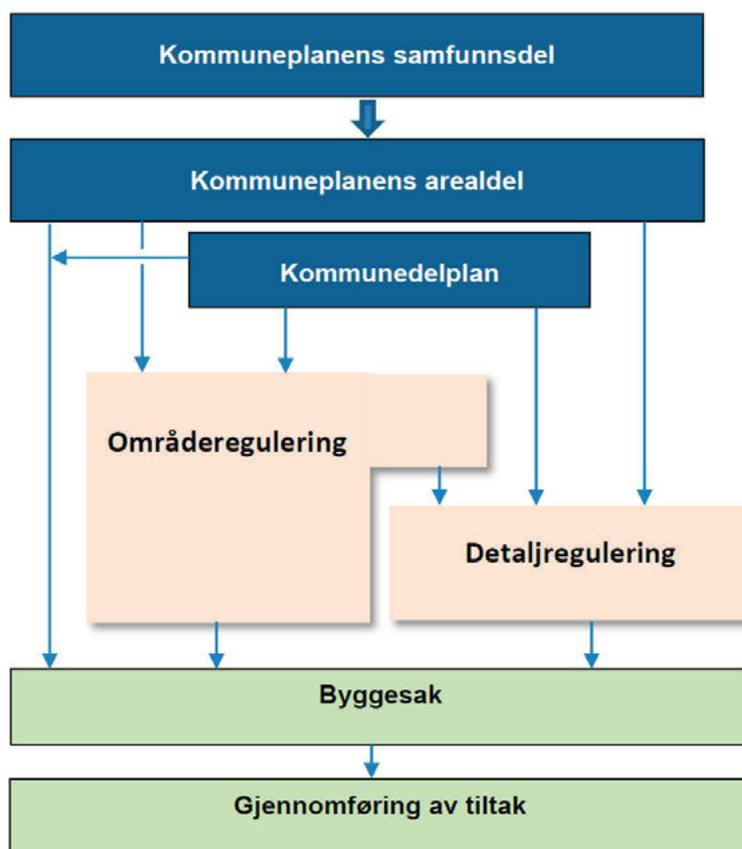 Kommuneplanens samfunnsdel
Kommuneplanens arealdel
Kommunedelplan
Områderegulering
Detaljregulering
Byggesak
Gjennomføring av tiltak